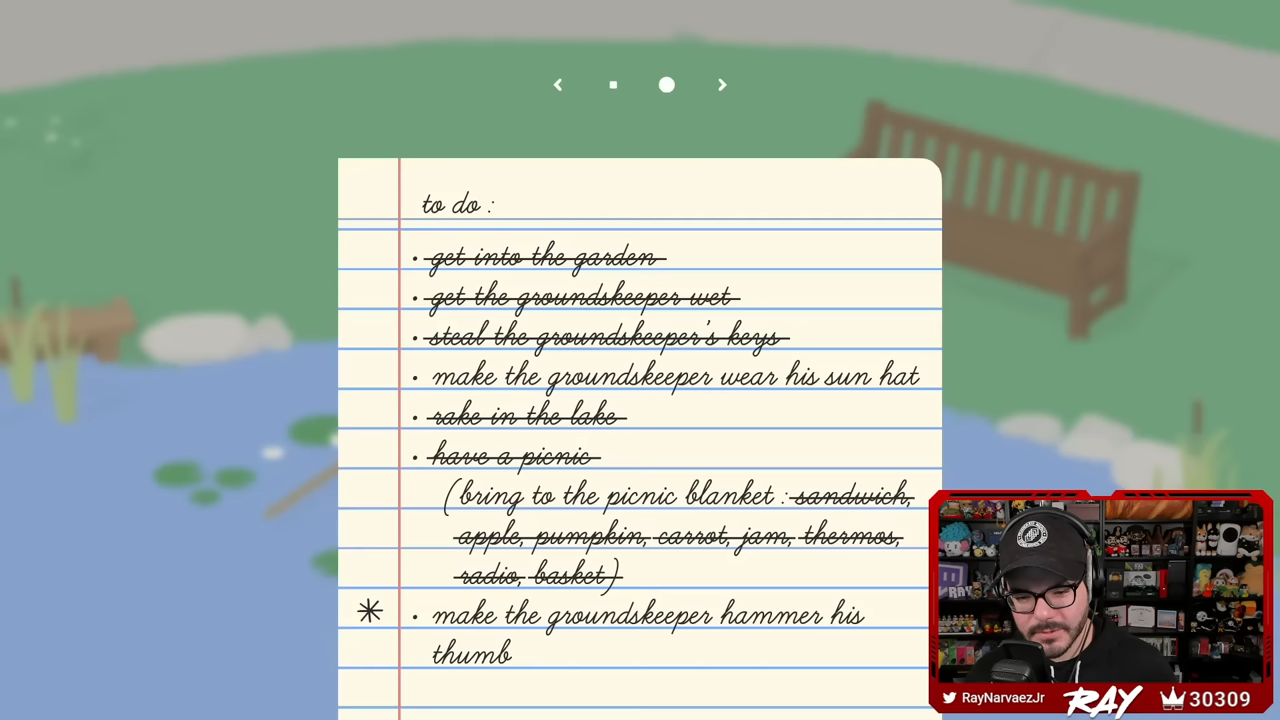 to do :
• get into the garden
• get the groundskeeper wet
• steal the groundskeeper's keys
• make the groundskeeper wear his sun hat
• rake in the lake
• have a picnic
(bring to the picnic blanket : sandwich,
apple, pumpkin, carrot, jam, thermos,
radio, basket)
• make the groundskeeper hammer his
thumb
RayNarvaezJr RAY 30309